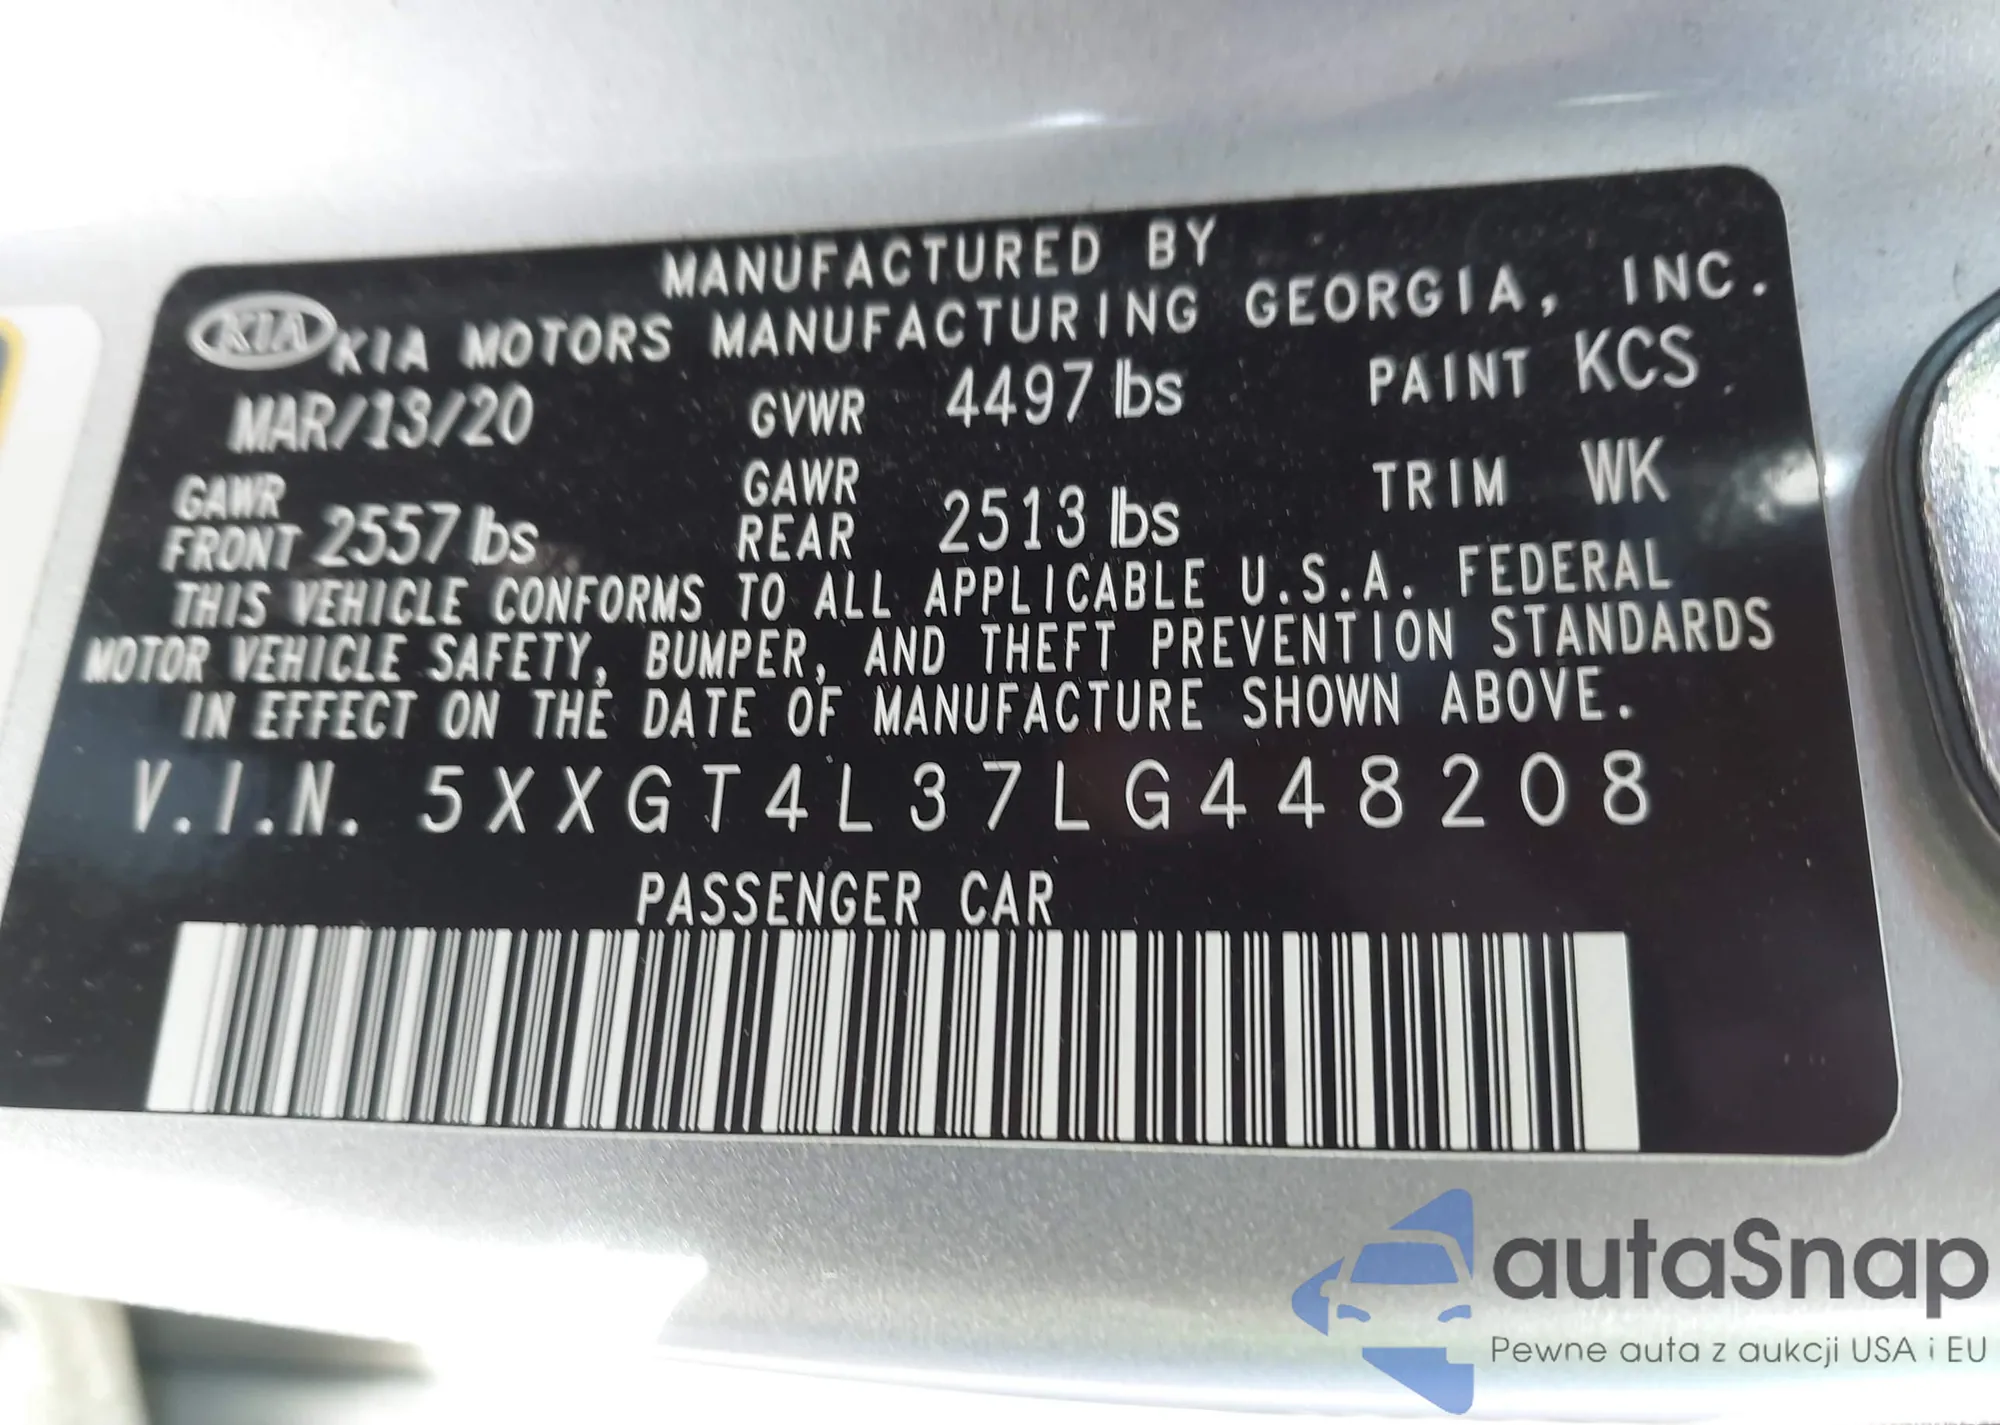 MANUFACTURED BY
KIA KIA MOTORS MANUFACTURING GEORGIA, INC.
MAR/13/20 GVWR 4497 lbs PAINT KCS
GAWR FRONT 2557 lbs GAWR REAR 2513 lbs TRIM WK
THIS VEHICLE CONFORMS TO ALL APPLICABLE U.S.A. FEDERAL
MOTOR VEHICLE SAFETY, BUMPER, AND THEFT PREVENTION STANDARDS
IN EFFECT ON THE DATE OF MANUFACTURE SHOWN ABOVE.
V.I.N. 5XXGT4L37LG448208
PASSENGER CAR
autaSnap
Pewne auta z aukcji USA i EU